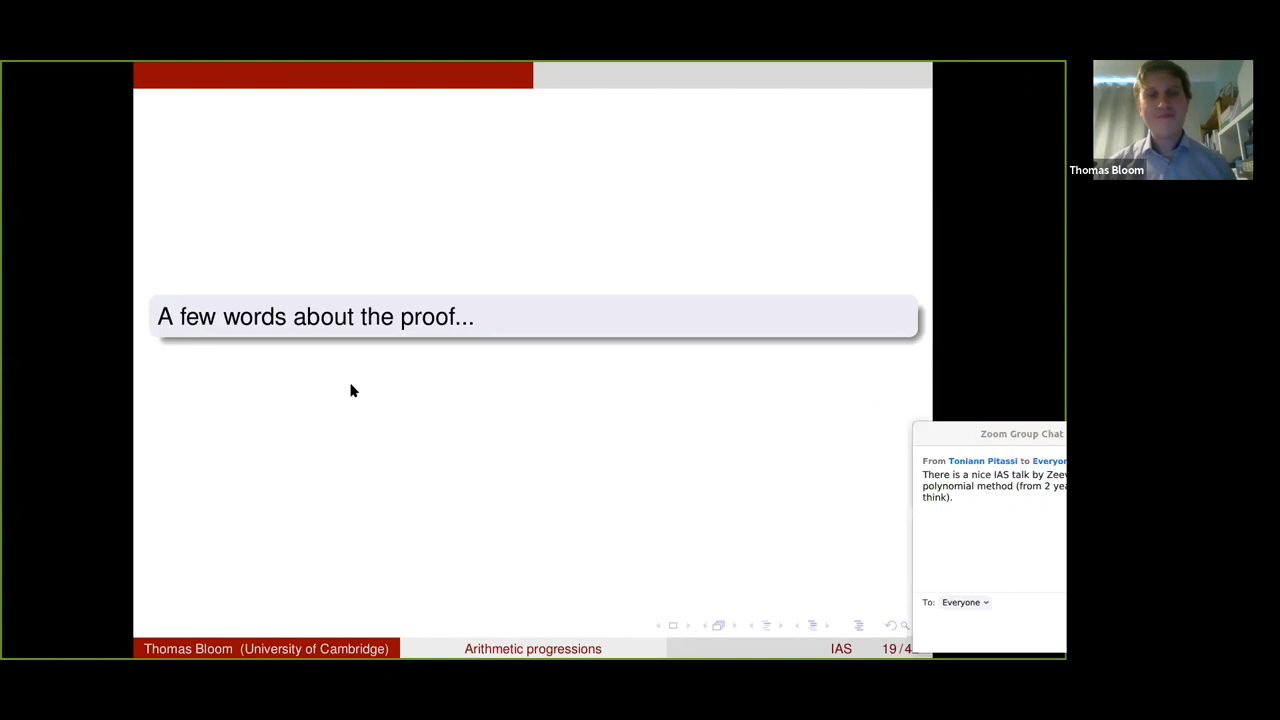 A few words about the proof...
Thomas Bloom
Zoom Group Chat
From Toniann Pitassi to
There is a nice IAS talk by
polynomial method (from 2
think).
To: Everyone
Thomas Bloom (University of Cambridge)
Arithmetic progressions
IAS
19/